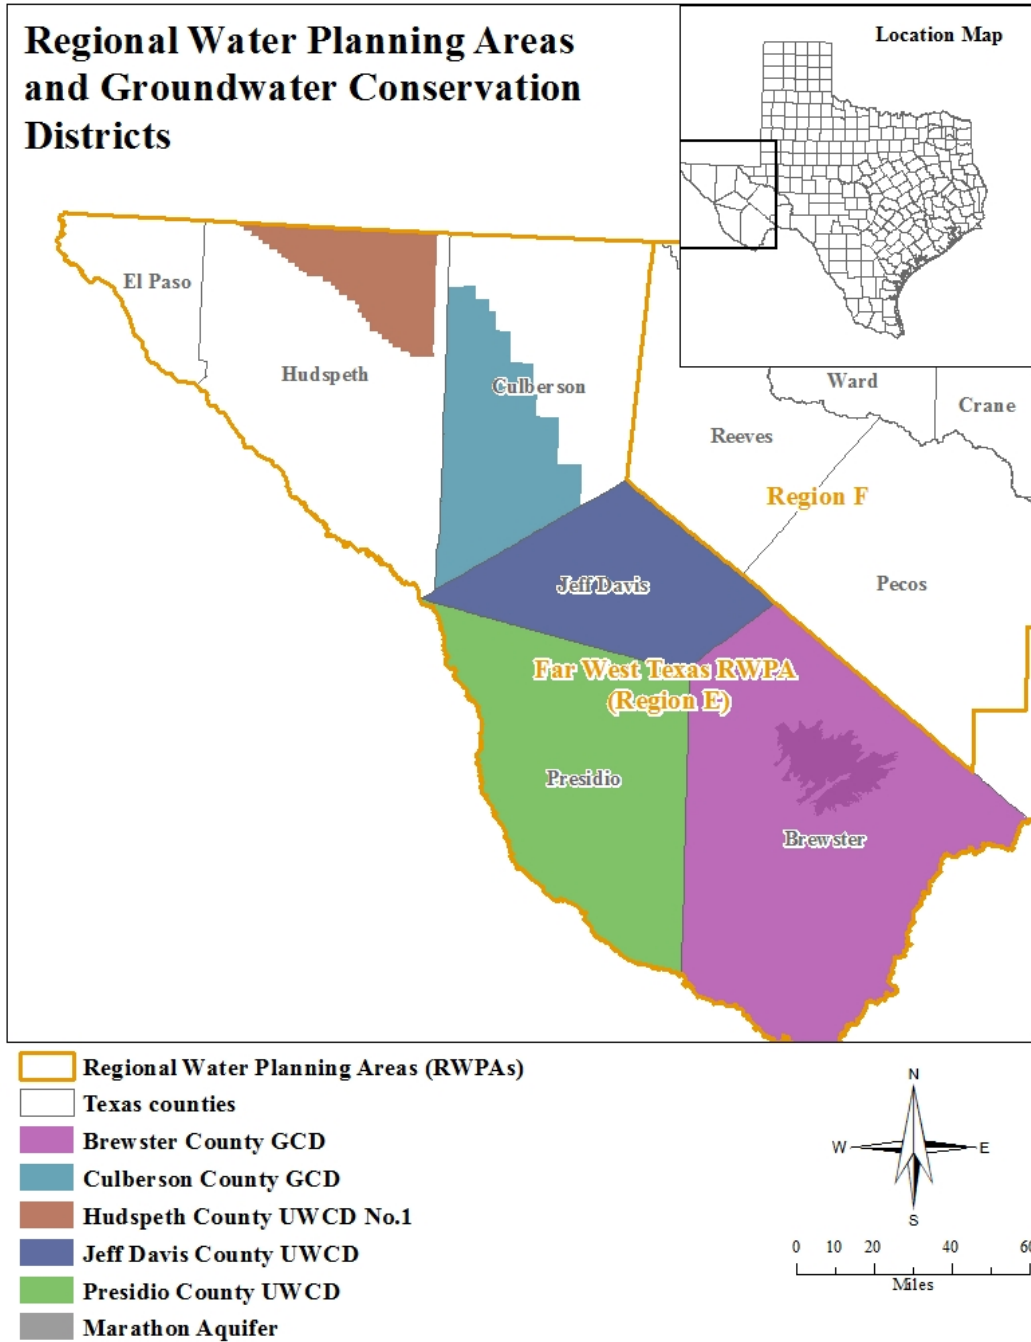 Regional Water Planning Areas
and Groundwater Conservation
Districts
Location Map
El Paso
Hudspeth
Culberson
Ward
Crane
Reeves
Region F
Jeff Davis
Pecos
Far West Texas RWPA
(Region E)
Presidio
Brewster
Regional Water Planning Areas (RWPAs)
Texas counties
Brewster County GCD
Culberson County GCD
Hudspeth County UWCD No.1
Jeff Davis County UWCD
Presidio County UWCD
Marathon Aquifer
N
W E
S
0 10 20 40 60
Miles